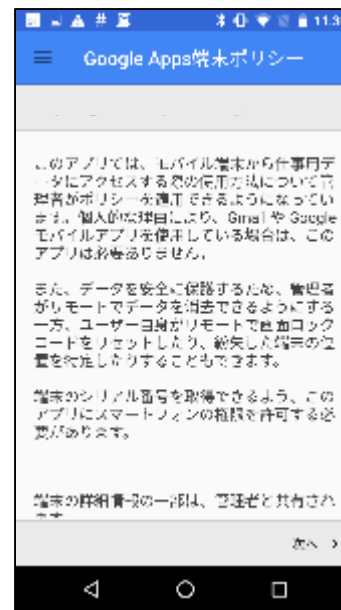 11:38
Google Apps端末ポリシー
このアプリでは、モバイル端末から仕事用デ
ータにアクセスする際の使用方法について管
理者がポリシーを適用できるようになってい
ます。個人的な理由により、Gmail や Google
モバイルアプリを使用している場合は、この
アプリは必要ありません。
また、データを安全に保護するため、管理者
がリモートでデータを消去できるようにする
一方、ユーザー自身がリモートで画面ロック
コードをリセットしたり、紛失した端末の位
置を特定したりすることもできます。
端末のシリアル番号を取得できるよう、この
アプリにスマートフォンの権限を許可する必
要があります。
端末の詳細情報の一部は、管理者と共有され
ます
次へ